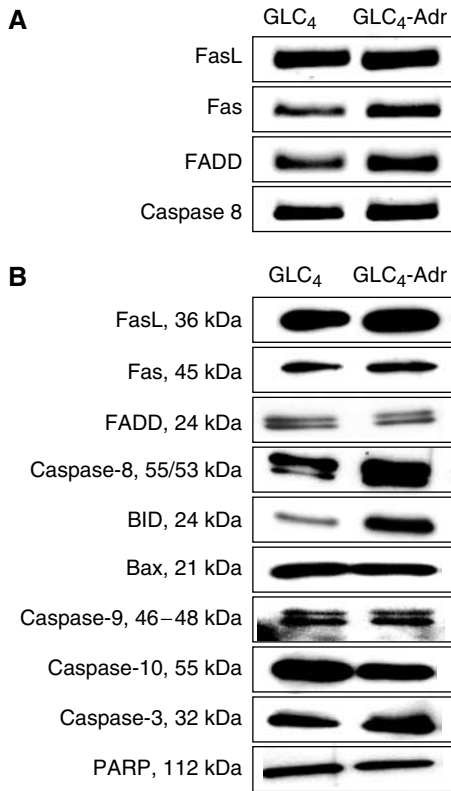 A
GLC4 GLC4-Adr
FasL
Fas
FADD
Caspase 8
B
GLC4 GLC4-Adr
FasL, 36 kDa
Fas, 45 kDa
FADD, 24 kDa
Caspase-8, 55/53 kDa
BID, 24 kDa
Bax, 21 kDa
Caspase-9, 46–48 kDa
Caspase-10, 55 kDa
Caspase-3, 32 kDa
PARP, 112 kDa